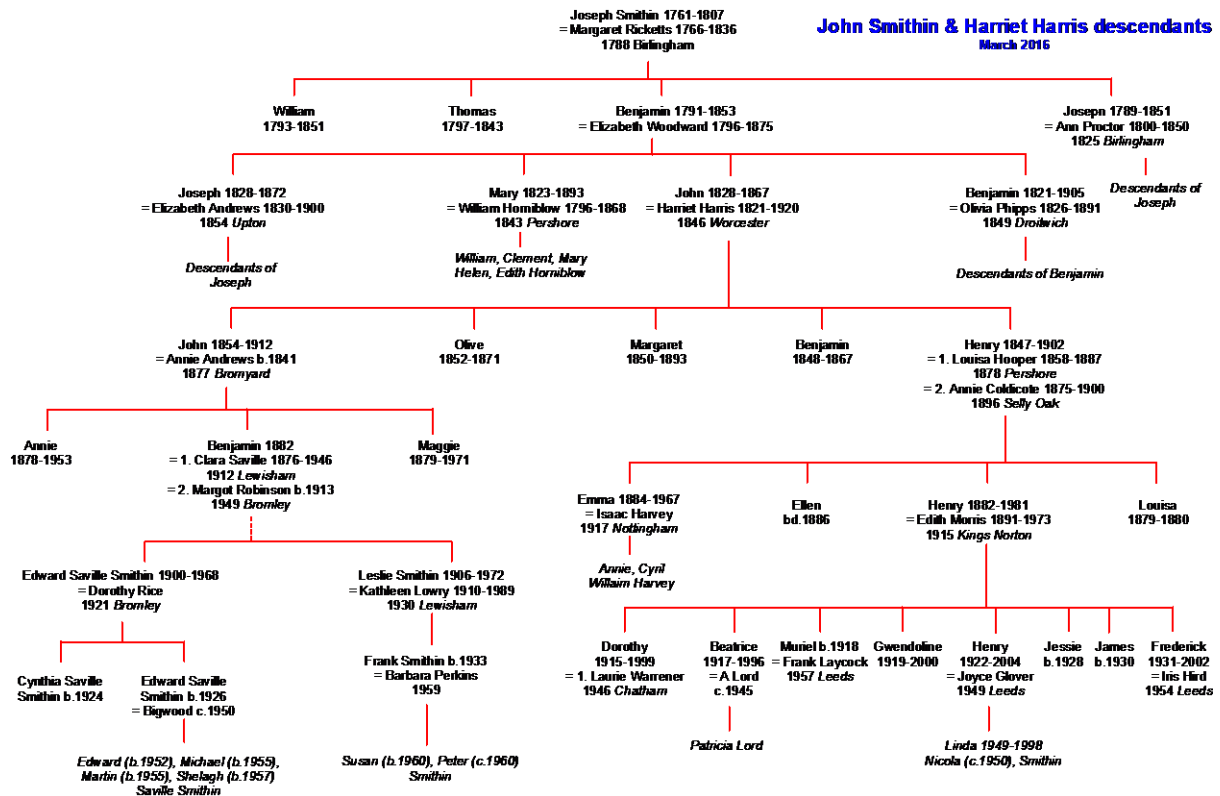 Joseph Smithin 1761-1807
= Margaret Ricketts 1766-1836
1788 Birlingham
John Smithin & Harriet Harris descendants
March 2016
William
1793-1851
Thomas
1797-1843
Benjamin 1791-1853
= Elizabeth Woodward 1796-1875
Joseph 1789-1851
= Ann Proctor 1800-1850
1825 Birlingham
Descendants of
Joseph
Joseph 1828-1872
= Elizabeth Andrews 1830-1900
1854 Upton
Descendants of
Joseph
Mary 1823-1893
= William Horniblow 1796-1868
1843 Pershore
William, Clement, Mary
Helen, Edith Horniblow
John 1828-1867
= Harriet Harris 1821-1920
1846 Worcester
Benjamin 1821-1905
= Olivia Phipps 1826-1891
1849 Droitwich
Descendants of Benjamin
John 1854-1912
= Annie Andrews b.1841
1877 Bromyard
Olive
1852-1871
Margaret
1850-1893
Benjamin
1848-1867
Henry 1847-1902
= 1. Louisa Hooper 1858-1887
1878 Pershore
= 2. Annie Coldicote 1875-1900
1896 Selly Oak
Annie
1878-1953
Benjamin 1882
= 1. Clara Saville 1876-1946
1912 Lewisham
= 2. Margot Robinson b.1913
1949 Bromley
Maggie
1879-1971
Emma 1884-1967
= Isaac Harvey
1917 Nottingham
Annie, Cyril
Willaim Harvey
Ellen
bd.1886
Henry 1882-1981
= Edith Morris 1891-1973
1915 Kings Norton
Louisa
1879-1880
Edward Saville Smithin 1900-1968
= Dorothy Rice
1921 Bromley
Leslie Smithin 1906-1972
= Kathleen Lowry 1910-1989
1930 Lewisham
Cynthia Saville
Smithin b.1924
Edward Saville
Smithin b.1926
= Bigwood c.1950
Edward (b.1952), Michael (b.1955),
Martin (b.1955), Shelagh (b.1957)
Saville Smithin
Frank Smithin b.1933
= Barbara Perkins
1959
Susan (b.1960), Peter (c.1960)
Smithin
Dorothy
1915-1999
= 1. Laurie Warrener
1946 Chatham
Beatrice
1917-1996
= A Lord
c.1945
Patricia Lord
Muriel b.1918
= Frank Laycock
1957 Leeds
Gwendoline
1919-2000
Henry
1922-2004
= Joyce Glover
1949 Leeds
Linda 1949-1998
Nicola (c.1950), Smithin
Jessie
b.1928
James
b.1930
Frederick
1931-2002
= Iris Hird
1954 Leeds